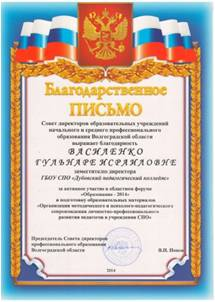 Благодарственное
ПИСЬМО
Совет директоров образовательных учреждений
начального и среднего профессионального
образования Волгоградской области
выражает благодарность
ВАСИЛЕНКО
ГУЛЬНАРЕ ИСРАИЛОВНЕ
заместителю директора
ГБОУ СПО «Дубовский педагогический колледж»
за активное участие в областном форуме
«Образование - 2014»
и подготовку образовательных материалов
«Организация методического и психолого-педагогического
сопровождения личностно-профессионального
развития педагогов в учреждении СПО»
Председатель Совета директоров
профессионального образования
Волгоградской области
В.П. Попов
2014